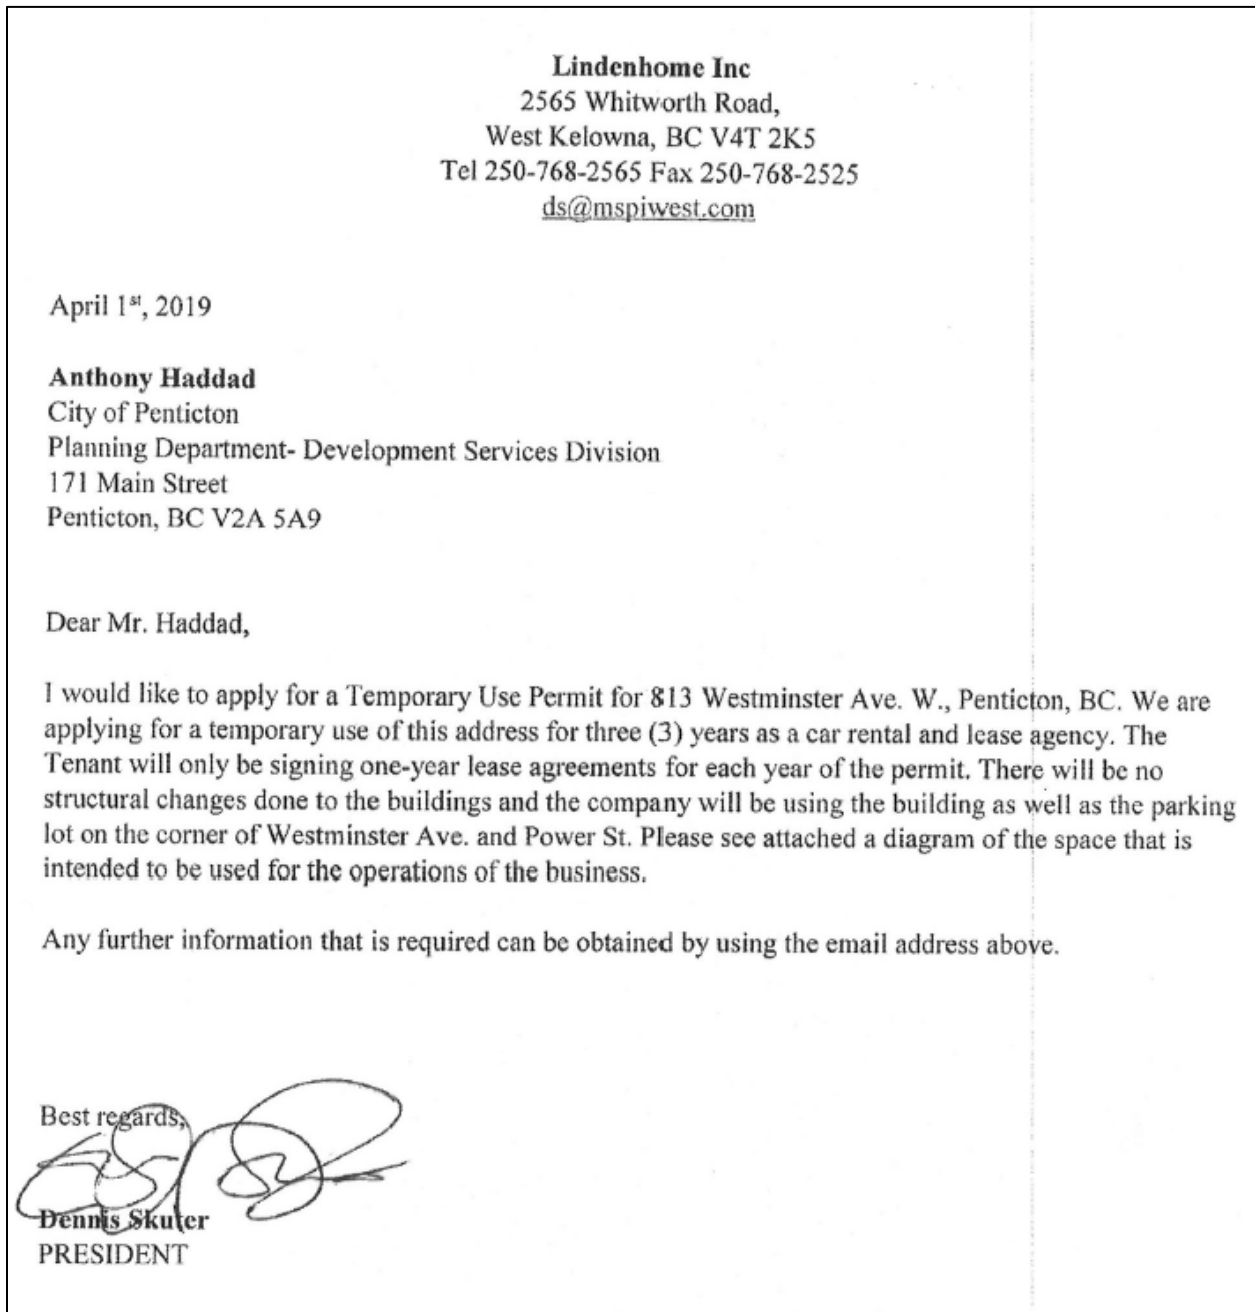 Lindenhome Inc
2565 Whitworth Road,
West Kelowna, BC V4T 2K5
Tel 250-768-2565 Fax 250-768-2525
ds@mspiwest.com
April 1st, 2019
Anthony Haddad
City of Penticton
Planning Department- Development Services Division
171 Main Street
Penticton, BC V2A 5A9
Dear Mr. Haddad,
I would like to apply for a Temporary Use Permit for 813 Westminster Ave. W., Penticton, BC. We are
applying for a temporary use of this address for three (3) years as a car rental and lease agency. The
Tenant will only be signing one-year lease agreements for each year of the permit. There will be no
structural changes done to the buildings and the company will be using the building as well as the parking
lot on the corner of Westminster Ave. and Power St. Please see attached a diagram of the space that is
intended to be used for the operations of the business.
Any further information that is required can be obtained by using the email address above.
Best regards,
Dennis Skuter
PRESIDENT